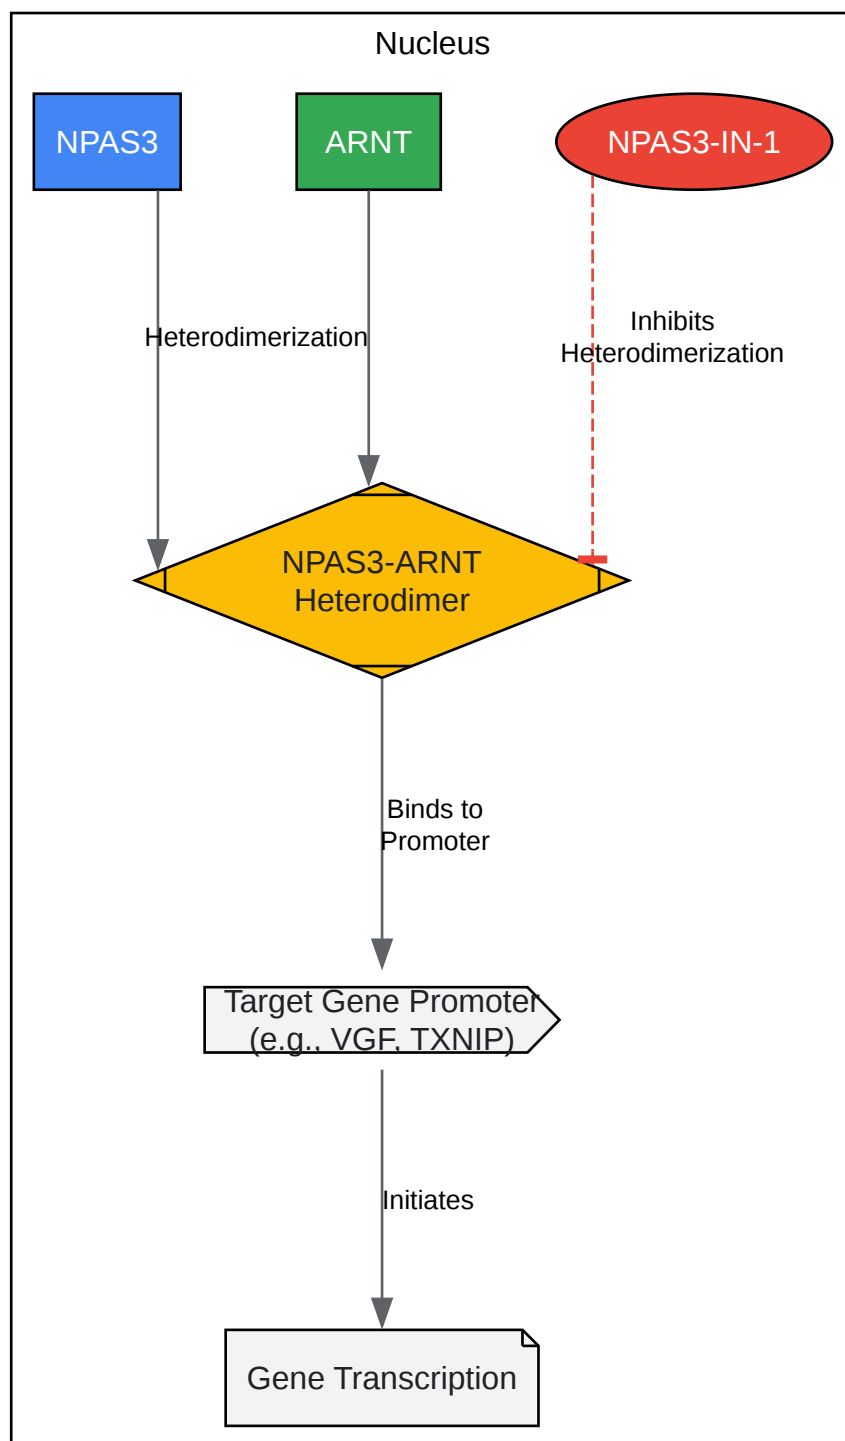 Nucleus
NPAS3
ARNT
NPAS3-IN-1
Heterodimerization
Inhibits
Heterodimerization
NPAS3-ARNT
Heterodimer
Binds to
Promoter
Target Gene Promoter
(e.g., VGF, TXNIP)
Initiates
Gene Transcription